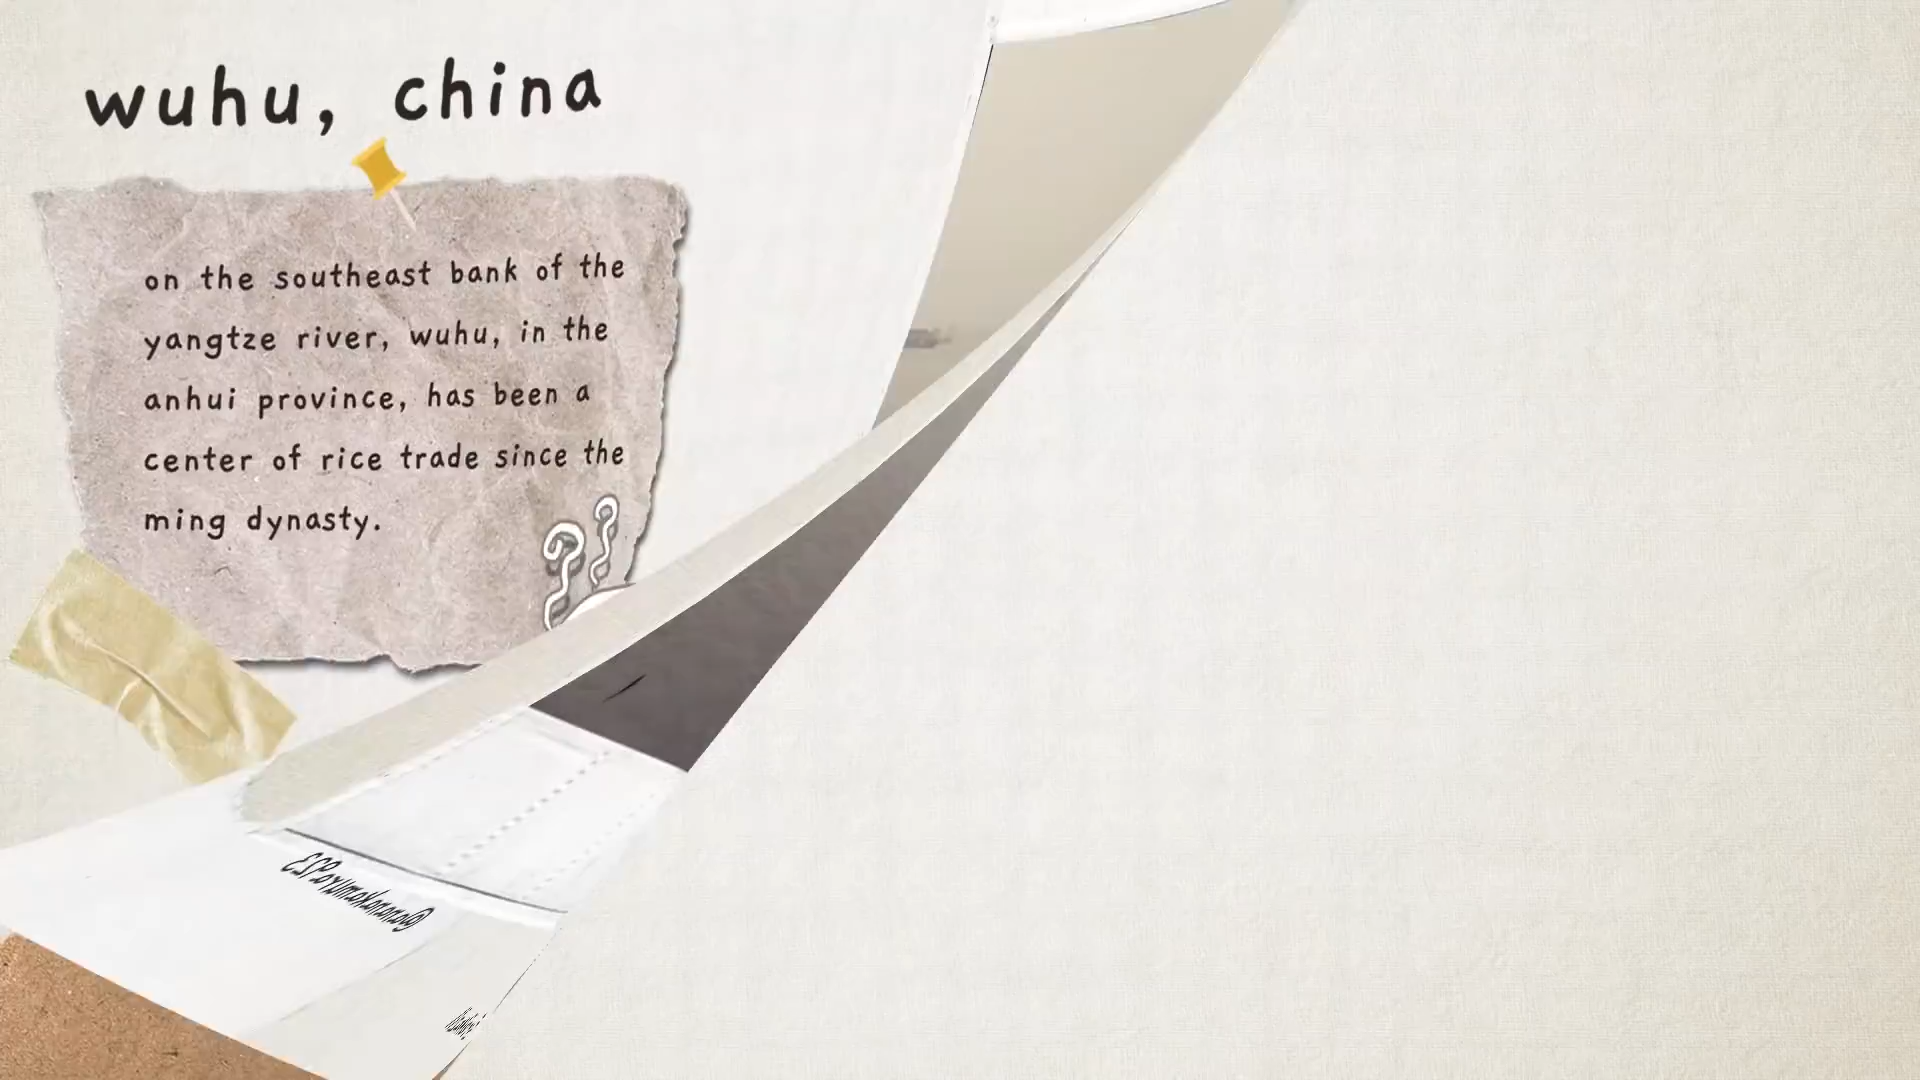 wuhu, china
on the southeast bank of the
yangtze river, wuhu, in the
anhui province, has been a
center of rice trade since the
ming dynasty.